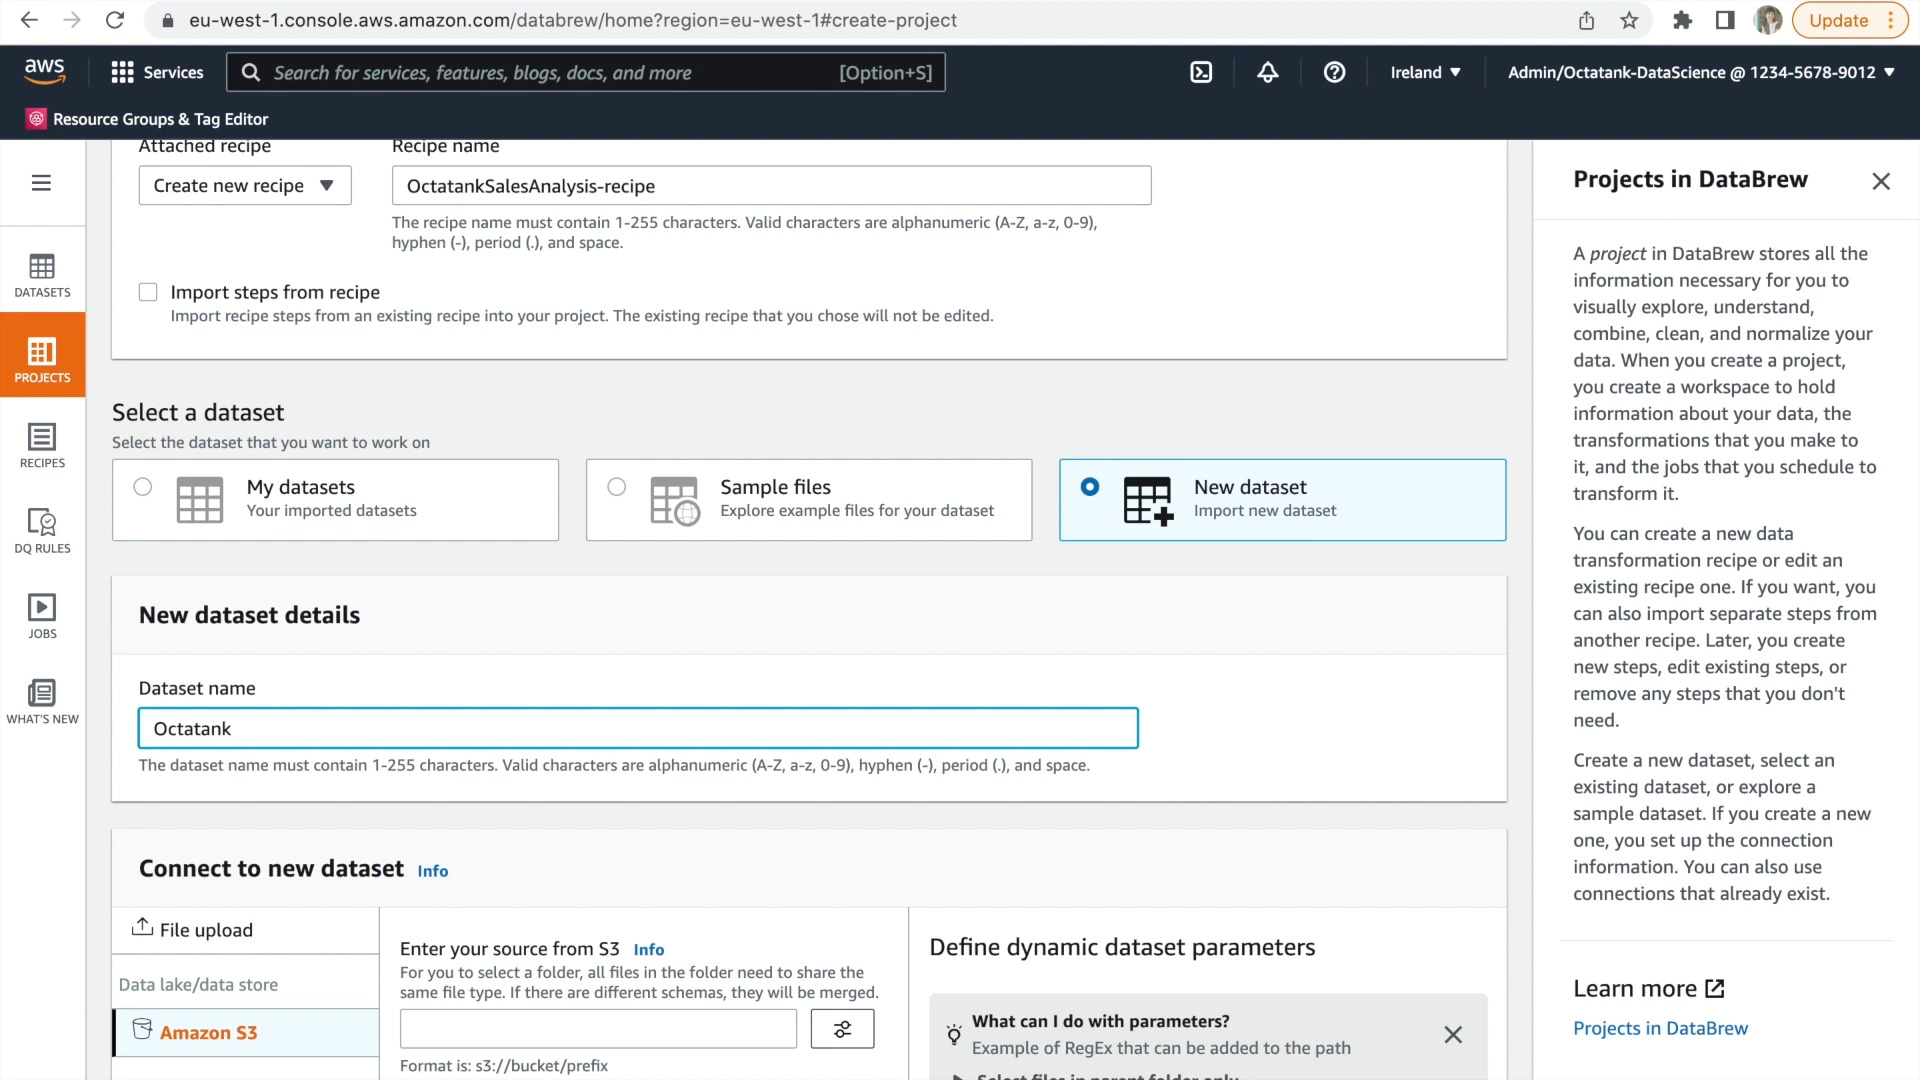 eu-west-1.console.aws.amazon.com/databrew/home?region=eu-west-1#create-project
Update
aws
Services
Search for services, features, blogs, docs, and more
[Option+S]
Ireland
Admin/Octatank-DataScience @ 1234-5678-9012
Resource Groups & Tag Editor
DATASETS
PROJECTS
RECIPES
DQ RULES
JOBS
WHAT'S NEW
Attached recipe
Recipe name
Create new recipe
OctatankSalesAnalysis-recipe
The recipe name must contain 1-255 characters. Valid characters are alphanumeric (A-Z, a-z, 0-9),
hyphen (-), period (.), and space.
Import steps from recipe
Import recipe steps from an existing recipe into your project. The existing recipe that you chose will not be edited.
Select a dataset
Select the dataset that you want to work on
My datasets
Your imported datasets
Sample files
Explore example files for your dataset
New dataset
Import new dataset
New dataset details
Dataset name
Octatank
The dataset name must contain 1-255 characters. Valid characters are alphanumeric (A-Z, a-z, 0-9), hyphen (-), period (.), and space.
Connect to new dataset Info
File upload
Data lake/data store
Amazon S3
Enter your source from S3 Info
For you to select a folder, all files in the folder need to share the
same file type. If there are different schemas, they will be merged.
Format is: s3://bucket/prefix
Define dynamic dataset parameters
What can I do with parameters?
Example of RegEx that can be added to the path
Select files in parent folder only
Projects in DataBrew
A project in DataBrew stores all the
information necessary for you to
visually explore, understand,
combine, clean, and normalize your
data. When you create a project,
you create a workspace to hold
information about your data, the
transformations that you make to
it, and the jobs that you schedule to
transform it.
You can create a new data
transformation recipe or edit an
existing recipe one. If you want, you
can also import separate steps from
another recipe. Later, you create
new steps, edit existing steps, or
remove any steps that you don't
need.
Create a new dataset, select an
existing dataset, or explore a
sample dataset. If you create a new
one, you set up the connection
information. You can also use
connections that already exist.
Learn more
Projects in DataBrew